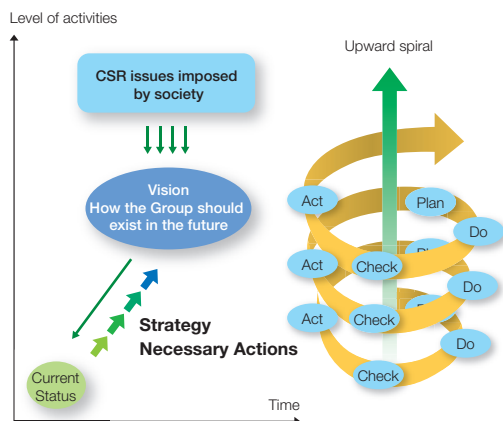 Level of activities
CSR issues imposed
by society
Vision
How the Group should
exist in the future
Strategy
Necessary Actions
Current
Status
Time
Upward spiral
Act
Plan
Do
Check
Act
Do
Check
Act
Do
Check